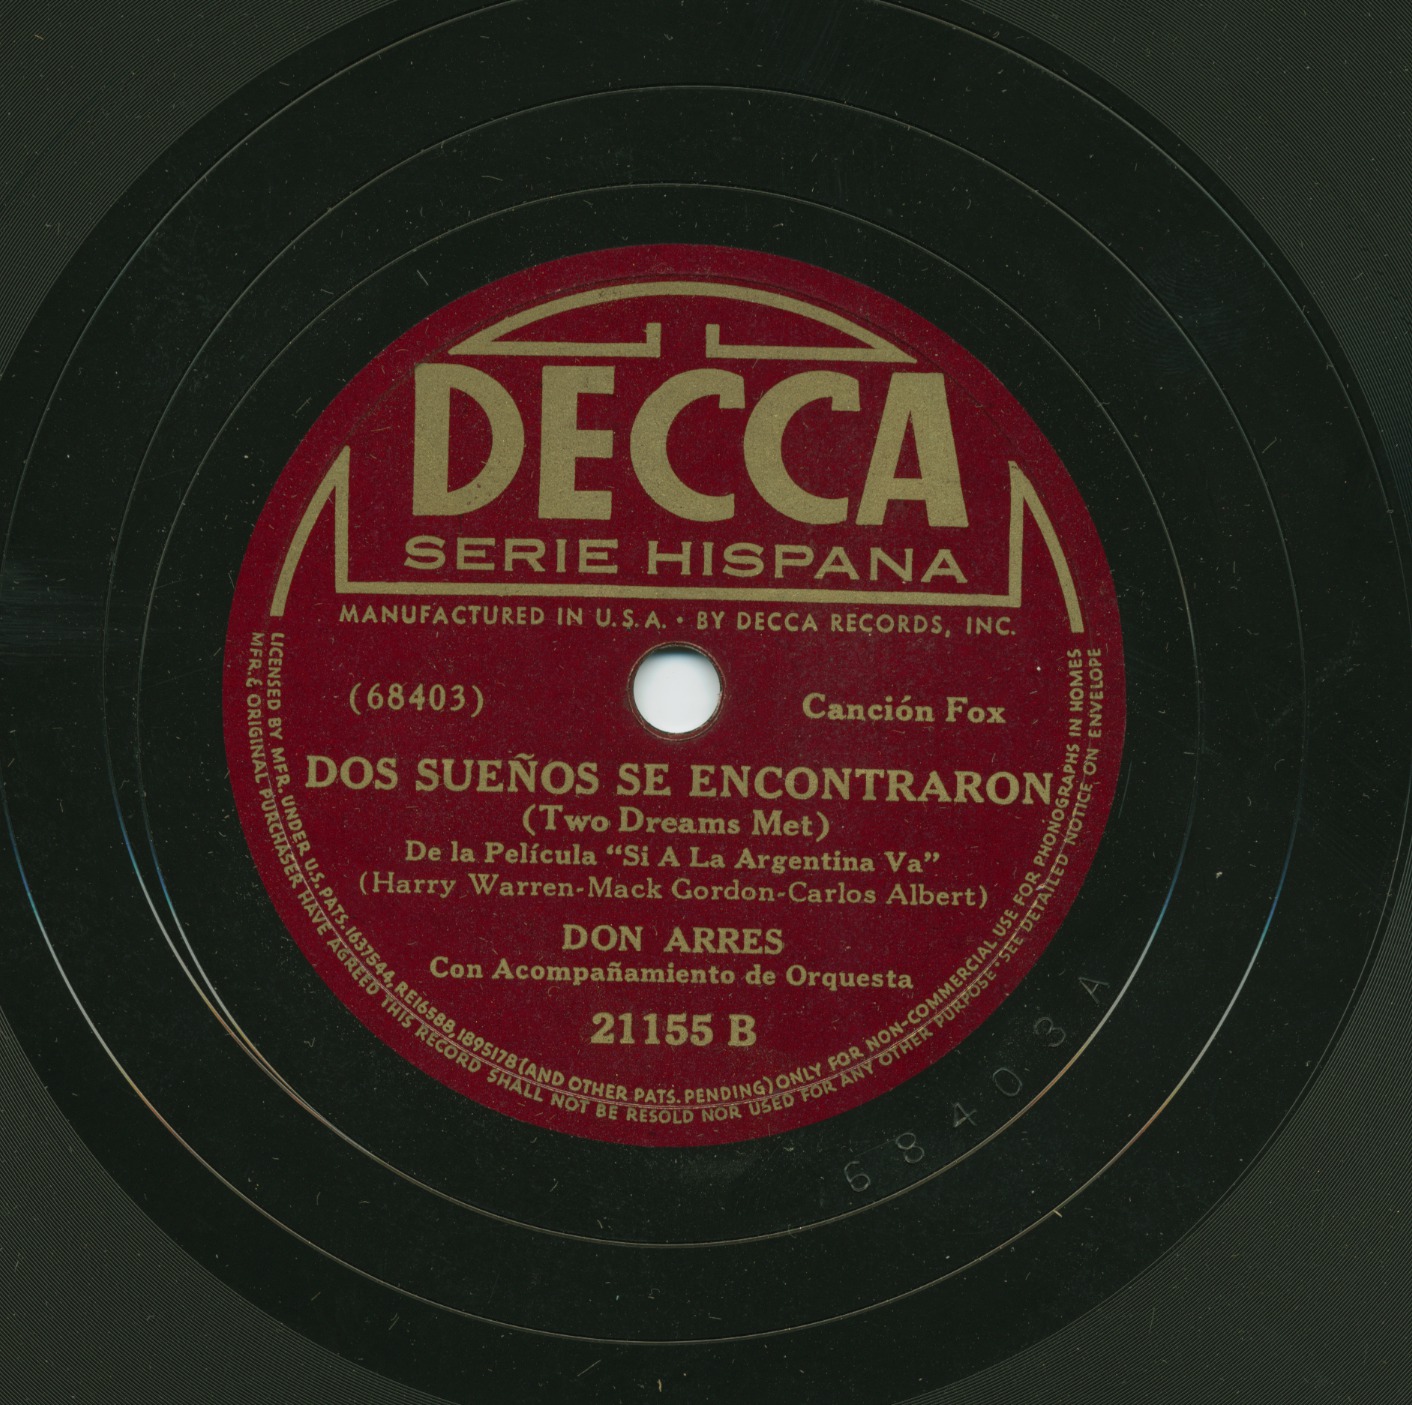 DECCA
SERIE HISPANA
MANUFACTURED IN U.S.A. • BY DECCA RECORDS, INC.
(68403)
Canción Fox
DOS SUEÑOS SE ENCONTRARON
(Two Dreams Met)
De la Película “Si A La Argentina Va”
(Harry Warren-Mack Gordon-Carlos Albert)
DON ARRES
Con Acompañamiento de Orquesta
21155 B
LICENSED BY MFR. UNDER U.S. PATS. 1637544, RE16588, 1895178 (AND OTHER PATS. PENDING) ONLY FOR NON-COMMERCIAL USE FOR PHONOGRAPHS IN HOMES
MFR. & ORIGINAL PURCHASER HAVE AGREED THIS RECORD SHALL NOT BE RESOLD NOR USED FOR ANY OTHER PURPOSE • SEE DETAILED NOTICE ON ENVELOPE
68403 A